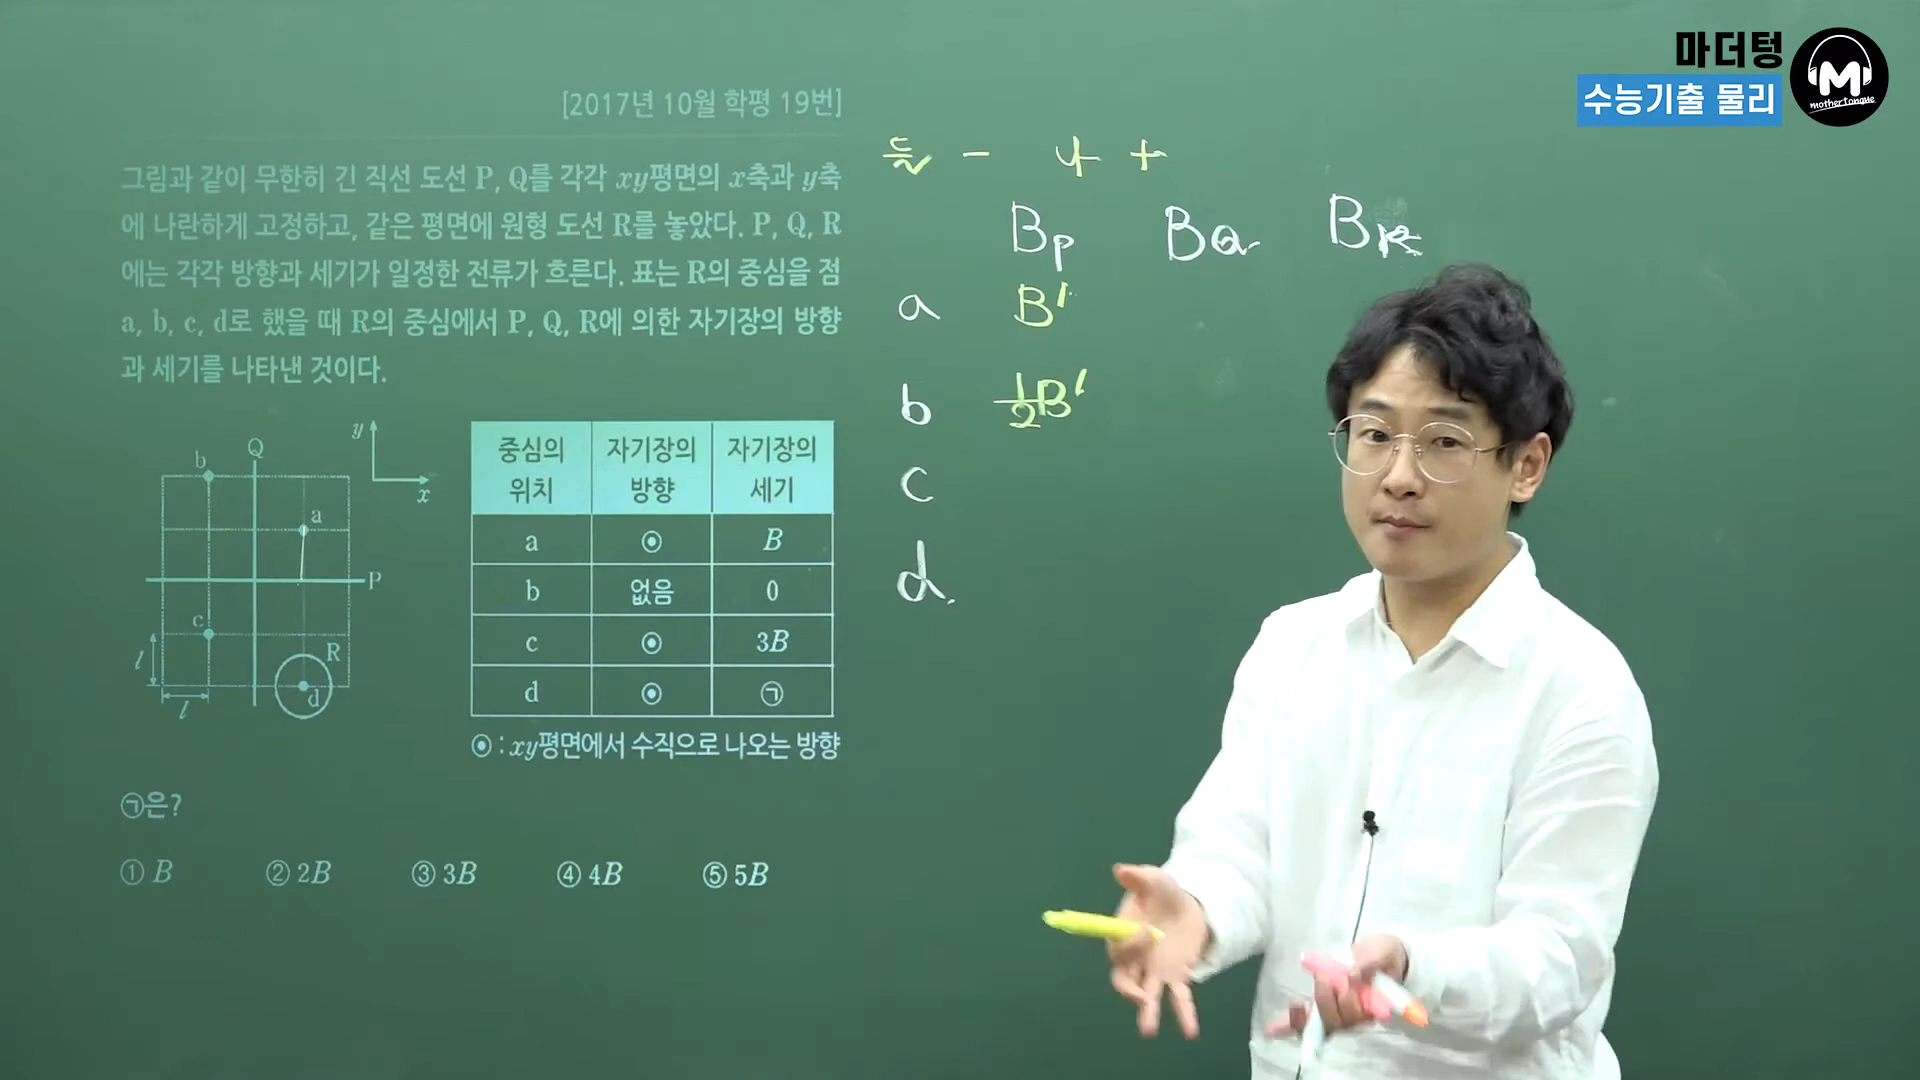 마더텅
수능기출 물리
M
mothertongue
[2017년 10월 학평 19번]
그림과 같이 무한히 긴 직선 도선 P, Q를 각각 xy평면의 x축과 y축
에 나란하게 고정하고, 같은 평면에 원형 도선 R를 놓았다. P, Q, R
에는 각각 방향과 세기가 일정한 전류가 흐른다. 표는 R의 중심을 점
a, b, c, d로 했을 때 R의 중심에서 P, Q, R에 의한 자기장의 방향
과 세기를 나타낸 것이다.
y
x
Q
b
a
P
c
R
d
l
l
중심의 위치 자기장의 방향 자기장의 세기
a ⊙ B
b 없음 0
c ⊙ 3B
d ⊙ ㉠
⊙ : xy평면에서 수직으로 나오는 방향
㉠은?
① B ② 2B ③ 3B ④ 4B ⑤ 5B
들 - 나 +
Bp BQ BR
a B'
b 1/2 B'
c
d.